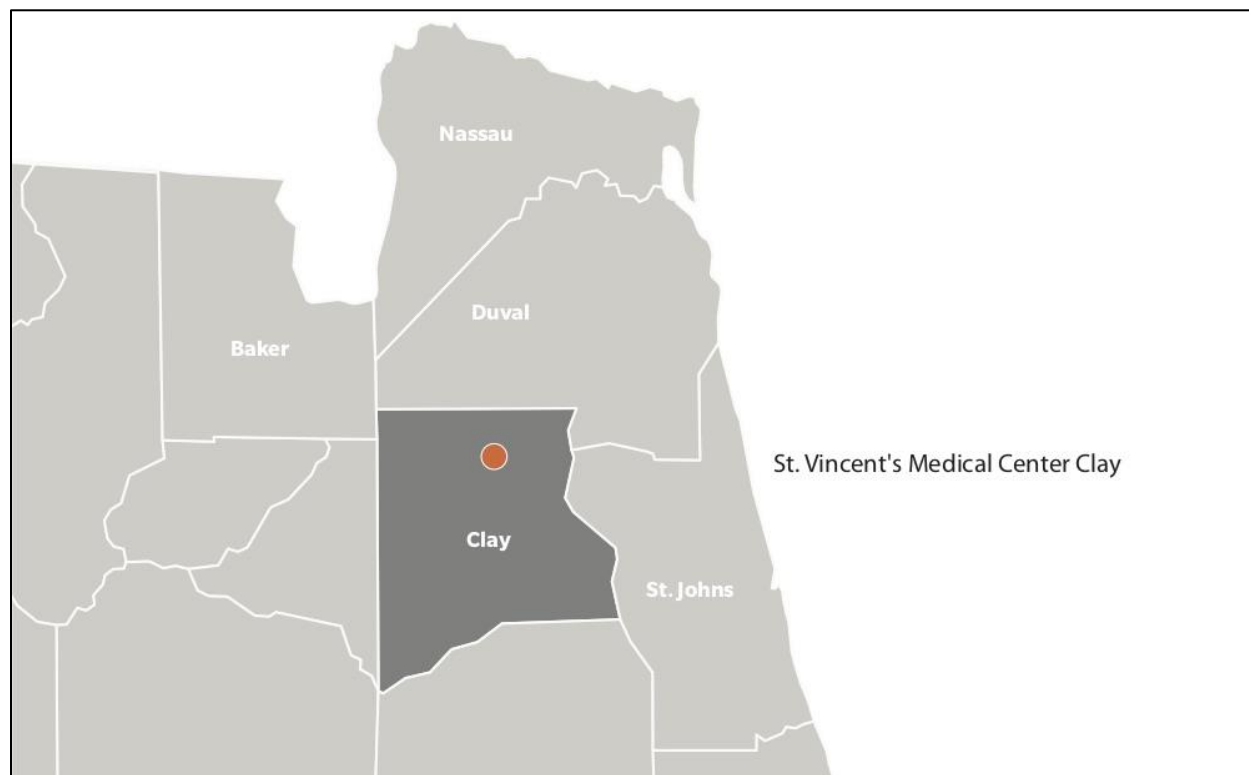 Nassau
Duval
Baker
St. Vincent's Medical Center Clay
Clay
St. Johns